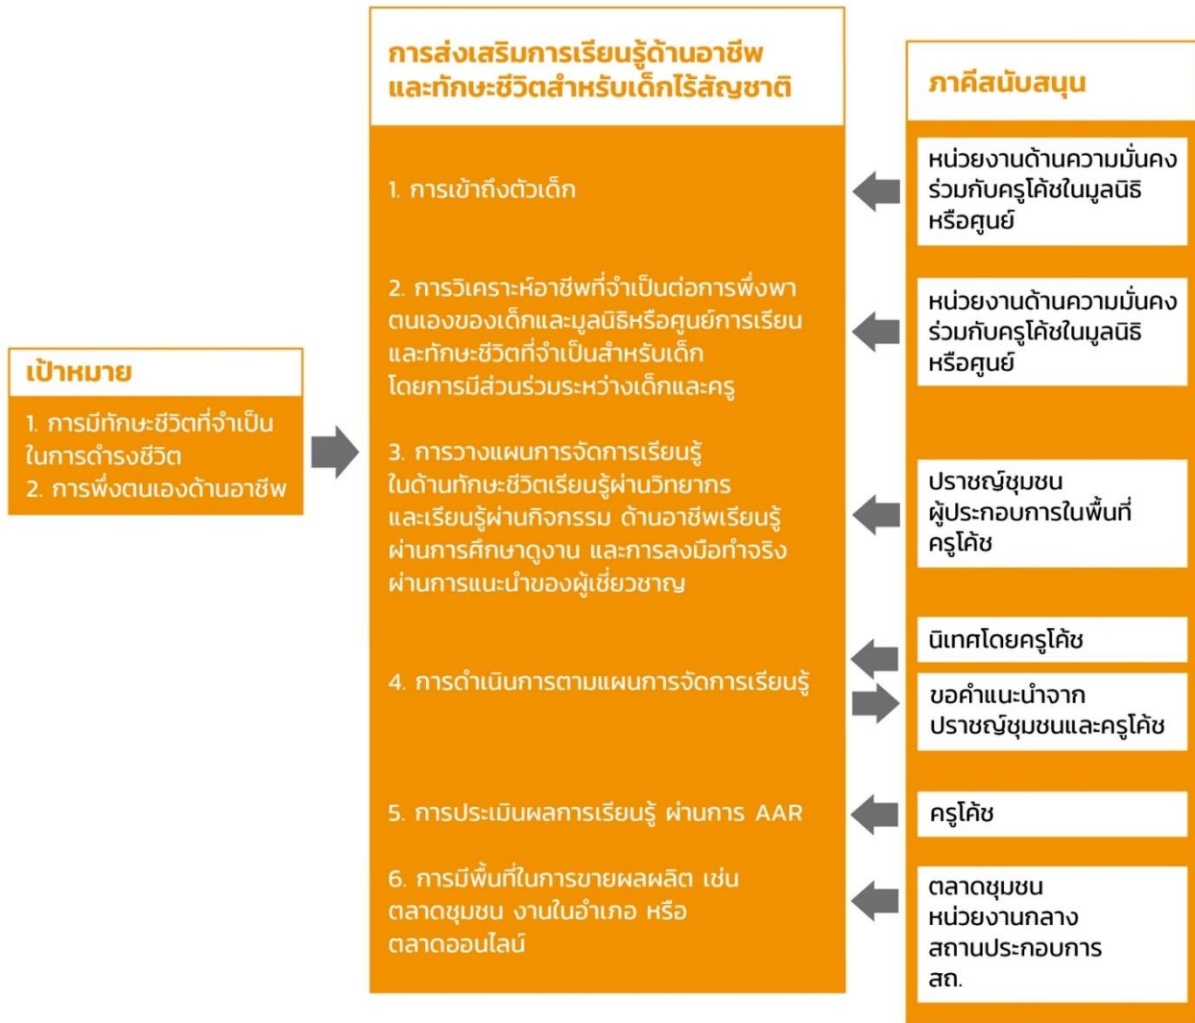 เป้าหมาย
1. การมีทักษะชีวิตที่จำเป็น
ในการดำรงชีวิต
2. การพึ่งตนเองด้านอาชีพ
การส่งเสริมการเรียนรู้ด้านอาชีพ
และทักษะชีวิตสำหรับเด็กไร้สัญชาติ
1. การเข้าถึงตัวเด็ก
2. การวิเคราะห์อาชีพที่จำเป็นต่อการพึ่งพา
ตนเองของเด็กและมูลนิธิหรือศูนย์การเรียน
และทักษะชีวิตที่จำเป็นสำหรับเด็ก
โดยการมีส่วนร่วมระหว่างเด็กและครู
3. การวางแผนการจัดการเรียนรู้
ในด้านทักษะชีวิตเรียนรู้ผ่านวิทยากร
และเรียนรู้ผ่านกิจกรรม ด้านอาชีพเรียนรู้
ผ่านการศึกษาดูงาน และการลงมือทำจริง
ผ่านการแนะนำของผู้เชี่ยวชาญ
4. การดำเนินการตามแผนการจัดการเรียนรู้
5. การประเมินผลการเรียนรู้ ผ่านการ AAR
6. การมีพื้นที่ในการขายผลผลิต เช่น
ตลาดชุมชน งานในอำเภอ หรือ
ตลาดออนไลน์
ภาคีสนับสนุน
หน่วยงานด้านความมั่นคง
ร่วมกับครูโค้ชในมูลนิธิ
หรือศูนย์
หน่วยงานด้านความมั่นคง
ร่วมกับครูโค้ชในมูลนิธิ
หรือศูนย์
ปราชญ์ชุมชน
ผู้ประกอบการในพื้นที่
ครูโค้ช
นิเทศโดยครูโค้ช
ขอคำแนะนำจาก
ปราชญ์ชุมชนและครูโค้ช
ครูโค้ช
ตลาดชุมชน
หน่วยงานกลาง
สถานประกอบการ
สถ.